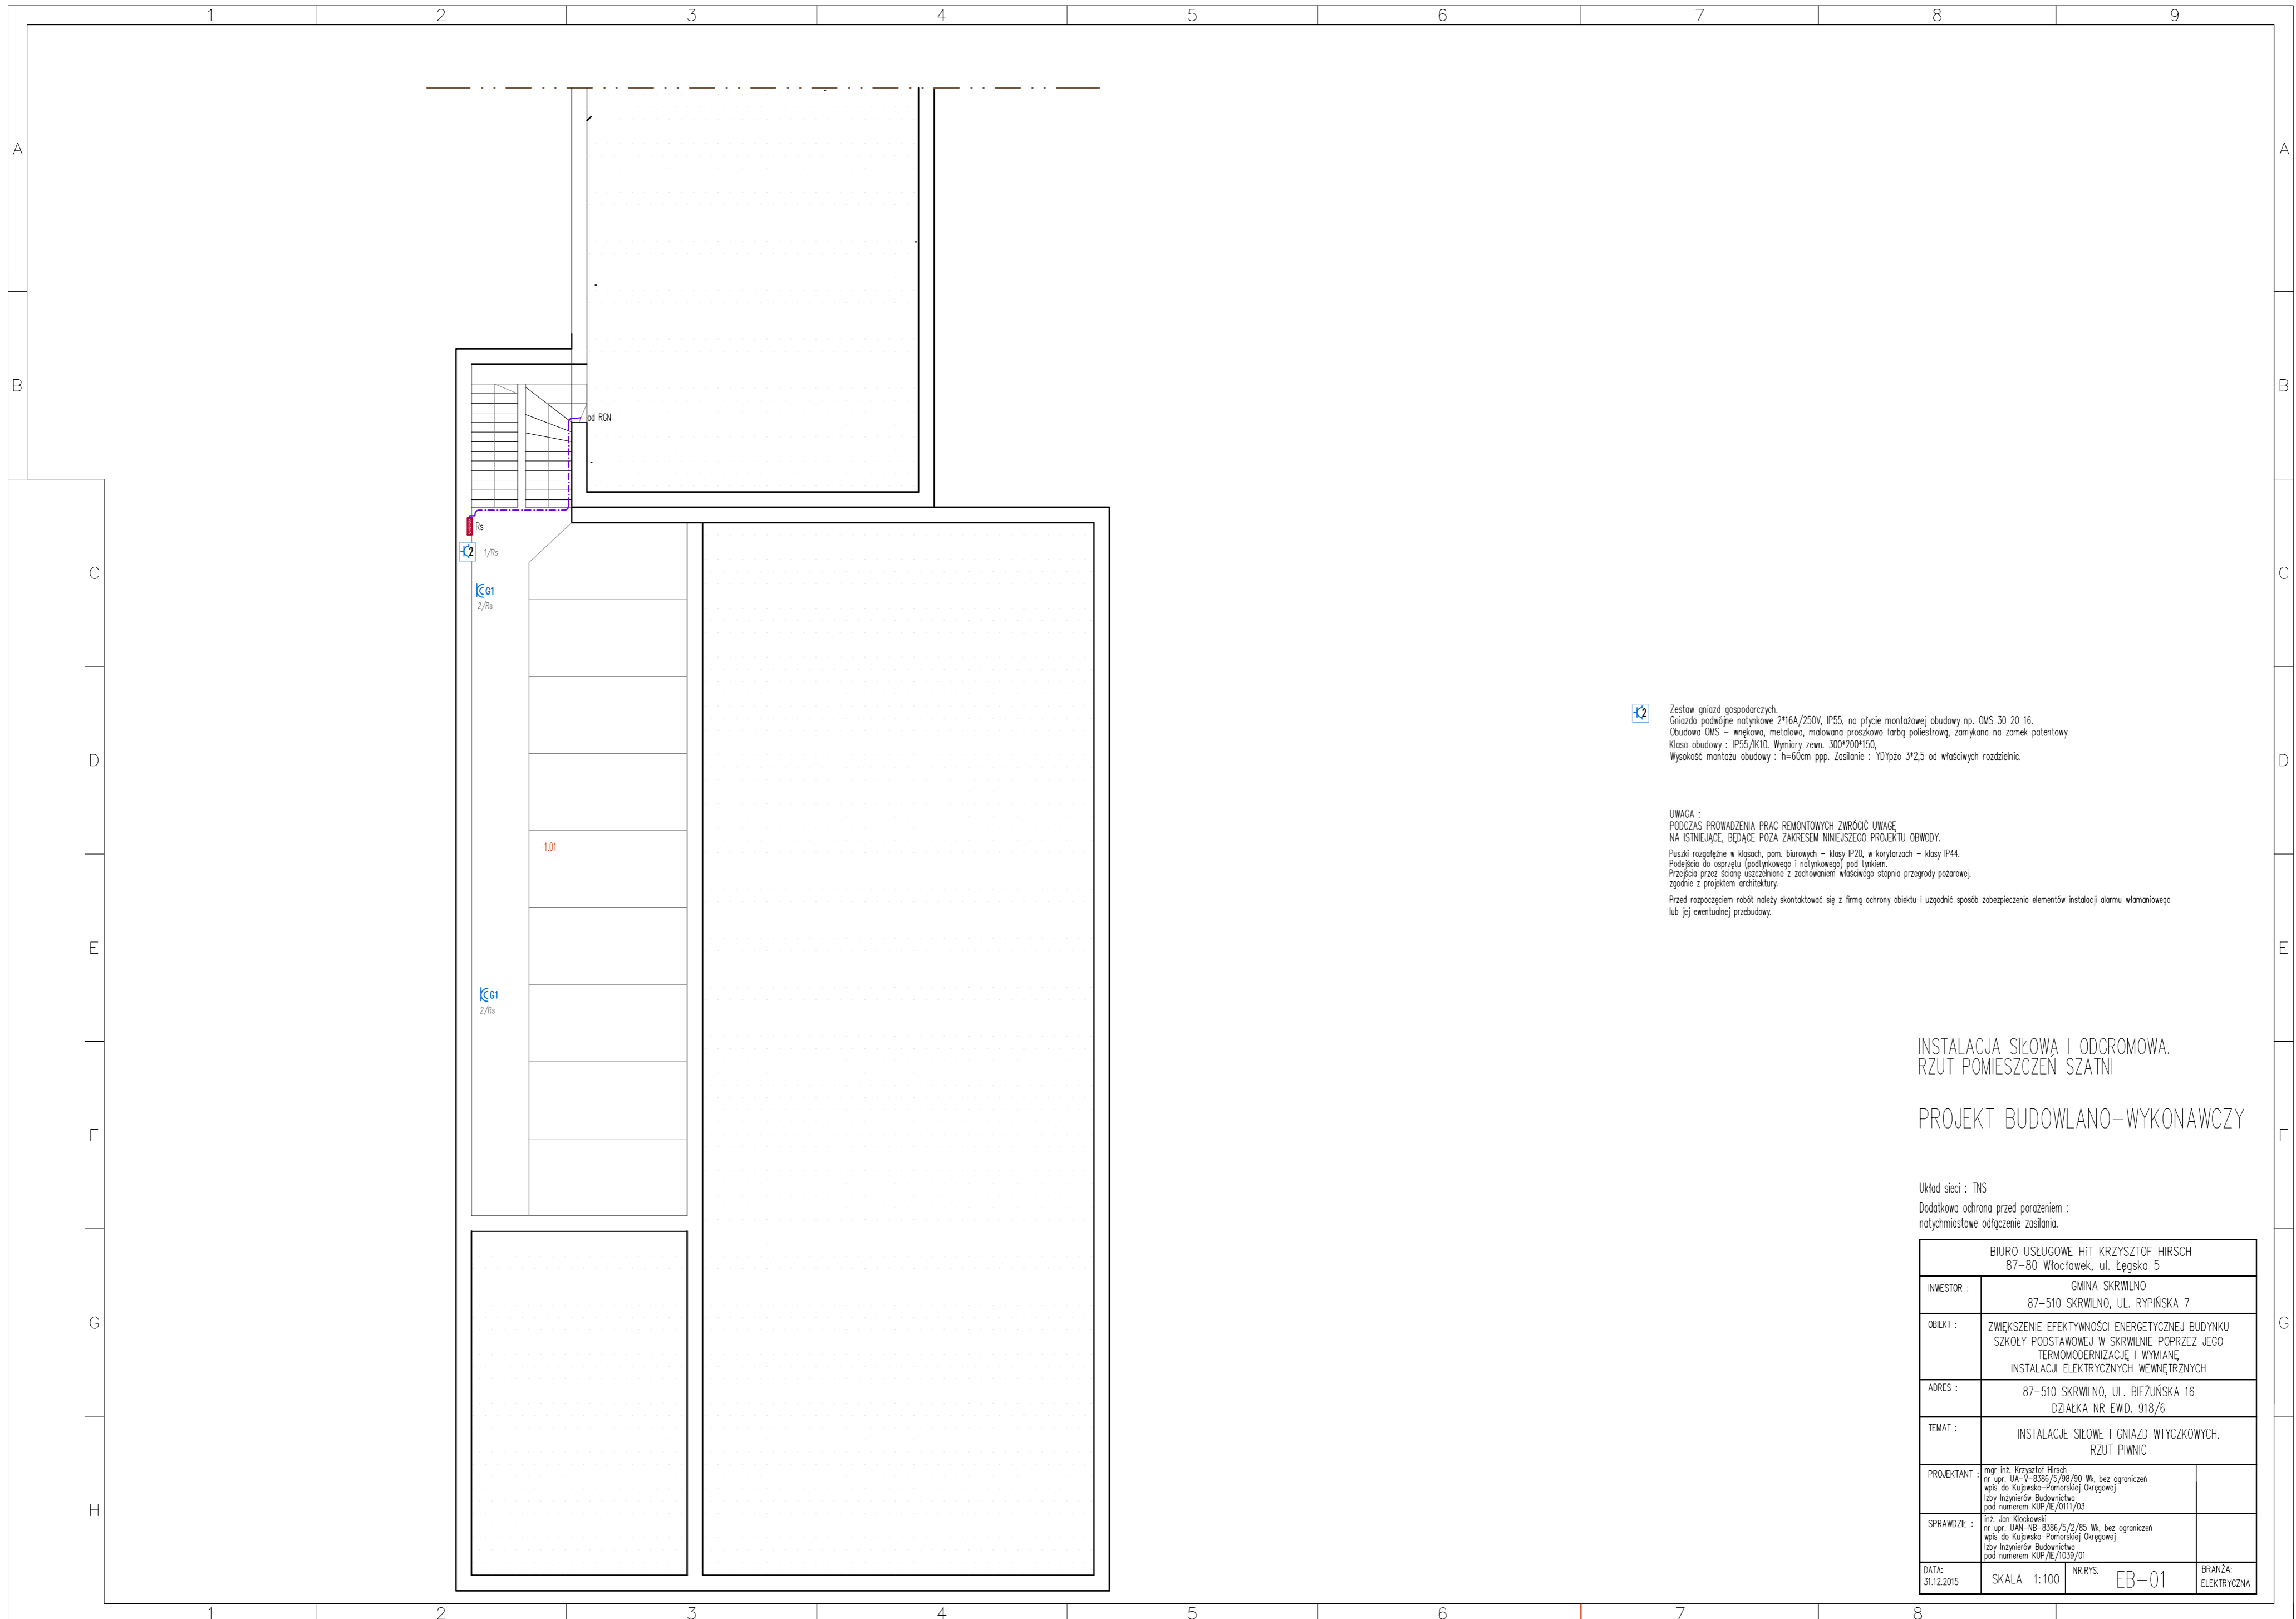 1 2 3 4 5 6 7 8 9
A
A
B
B
od RGN
Rs
2 1/Rs
C
C
G1
2/Rs
2
Zestaw gniazd gospodarczych.
Gniazdo podwójne natynkowe 2*16A/250V, IP55, na płycie montażowej obudowy np. OMS 30 20 16.
Obudowa OMS – wnękowa, metalowa, malowana proszkowo farbą poliestrową, zamykana na zamek patentowy.
Klasa obudowy : IP55/IK10. Wymiary zewn. 300*200*150,
Wysokość montażu obudowy : h=60cm ppp. Zasilanie : YDYpżo 3*2,5 od właściwych rozdzielnic.
D
D
UWAGA :
PODCZAS PROWADZENIA PRAC REMONTOWYCH ZWRÓCIĆ UWAGĘ
NA ISTNIEJĄCE, BĘDĄCE POZA ZAKRESEM NINIEJSZEGO PROJEKTU OBWODY.
-1.01
Puszki rozgałęźne w klasach, pom. biurowych – klasy IP20, w korytarzach – klasy IP44.
Podejścia do osprzętu (podtynkowego i natynkowego) pod tynkiem.
Przejścia przez ścianę uszczelnione z zachowaniem właściwego stopnia przegrody pożarowej,
zgodnie z projektem architektury.
Przed rozpoczęciem robót należy skontaktować się z firmą ochrony obiektu i uzgodnić sposób zabezpieczenia elementów instalacji alarmu włamaniowego
lub jej ewentualnej przebudowy.
E
E
G1
2/Rs
INSTALACJA SIŁOWA I ODGROMOWA.
RZUT POMIESZCZEŃ SZATNI
PROJEKT BUDOWLANO–WYKONAWCZY
F
F
Układ sieci : TNS
Dodatkowa ochrona przed porażeniem :
natychmiastowe odłączenie zasilania.
BIURO USŁUGOWE HiT KRZYSZTOF HIRSCH
87–80 Włocławek, ul. Łęgska 5
INWESTOR :
GMINA SKRWILNO
87–510 SKRWILNO, UL. RYPIŃSKA 7
G
G
OBIEKT :
ZWIĘKSZENIE EFEKTYWNOŚCI ENERGETYCZNEJ BUDYNKU
SZKOŁY PODSTAWOWEJ W SKRWILNIE POPRZEZ JEGO
TERMOMODERNIZACJĘ I WYMIANĘ
INSTALACJI ELEKTRYCZNYCH WEWNĘTRZNYCH
ADRES :
87–510 SKRWILNO, UL. BIEŻUŃSKA 16
DZIAŁKA NR EWID. 918/6
TEMAT :
INSTALACJE SIŁOWE I GNIAZD WTYCZKOWYCH.
RZUT PIWNIC
PROJEKTANT :
mgr inż. Krzysztof Hirsch
nr upr. UA–V–8386/5/98/90 Wk, bez ograniczeń
wpis do Kujawsko–Pomorskiej Okręgowej
Izby Inżynierów Budownictwa
pod numerem KUP/IE/0111/03
H
SPRAWDZIŁ :
inż. Jan Klockowski
nr upr. UAN–NB–8386/5/2/85 Wk, bez ograniczeń
wpis do Kujawsko–Pomorskiej Okręgowej
Izby Inżynierów Budownictwa
pod numerem KUP/IE/1039/01
DATA:
31.12.2015
SKALA 1:100
NR.RYS.
EB–01
BRANŻA:
ELEKTRYCZNA
1 2 3 4 5 6 7 8